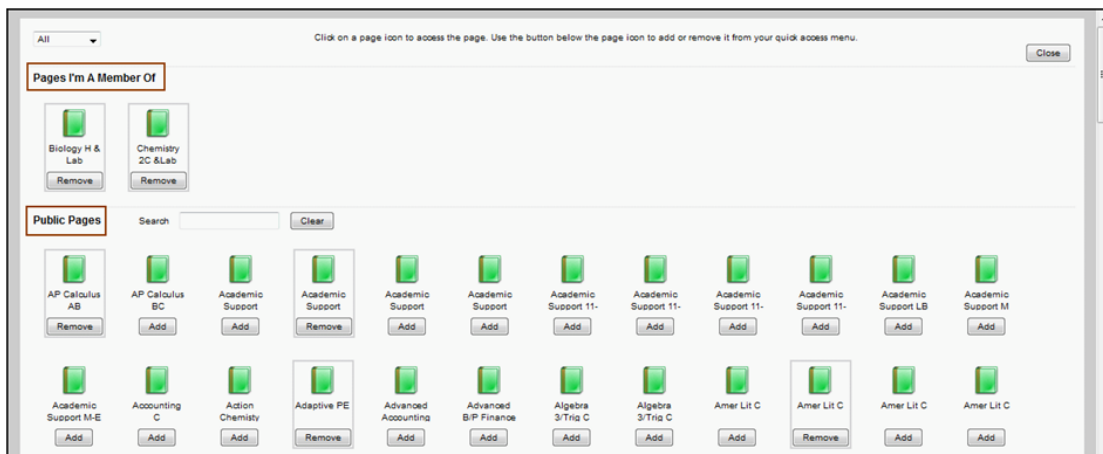 All
Click on a page icon to access the page. Use the button below the page icon to add or remove it from your quick access menu.
Close
Pages I'm A Member Of
Biology H &
Lab
Remove
Chemistry
2C &Lab
Remove
Public Pages
Search
Clear
AP Calculus
AB
Remove
AP Calculus
BC
Add
Academic
Support
Add
Academic
Support
Remove
Academic
Support
Add
Academic
Support
Add
Academic
Support 11-
Add
Academic
Support 11-
Add
Academic
Support 11-
Add
Academic
Support 11-
Add
Academic
Support LB
Add
Academic
Support M
Add
Academic
Support M-E
Add
Accounting
C
Add
Action
Chemisty
Add
Adaptive PE
Remove
Advanced
Accounting
Add
Advanced
B/P Finance
Add
Algebra
3/Trig C
Add
Algebra
3/Trig C
Add
Amer Lit C
Add
Amer Lit C
Remove
Amer Lit C
Add
Amer Lit C
Add